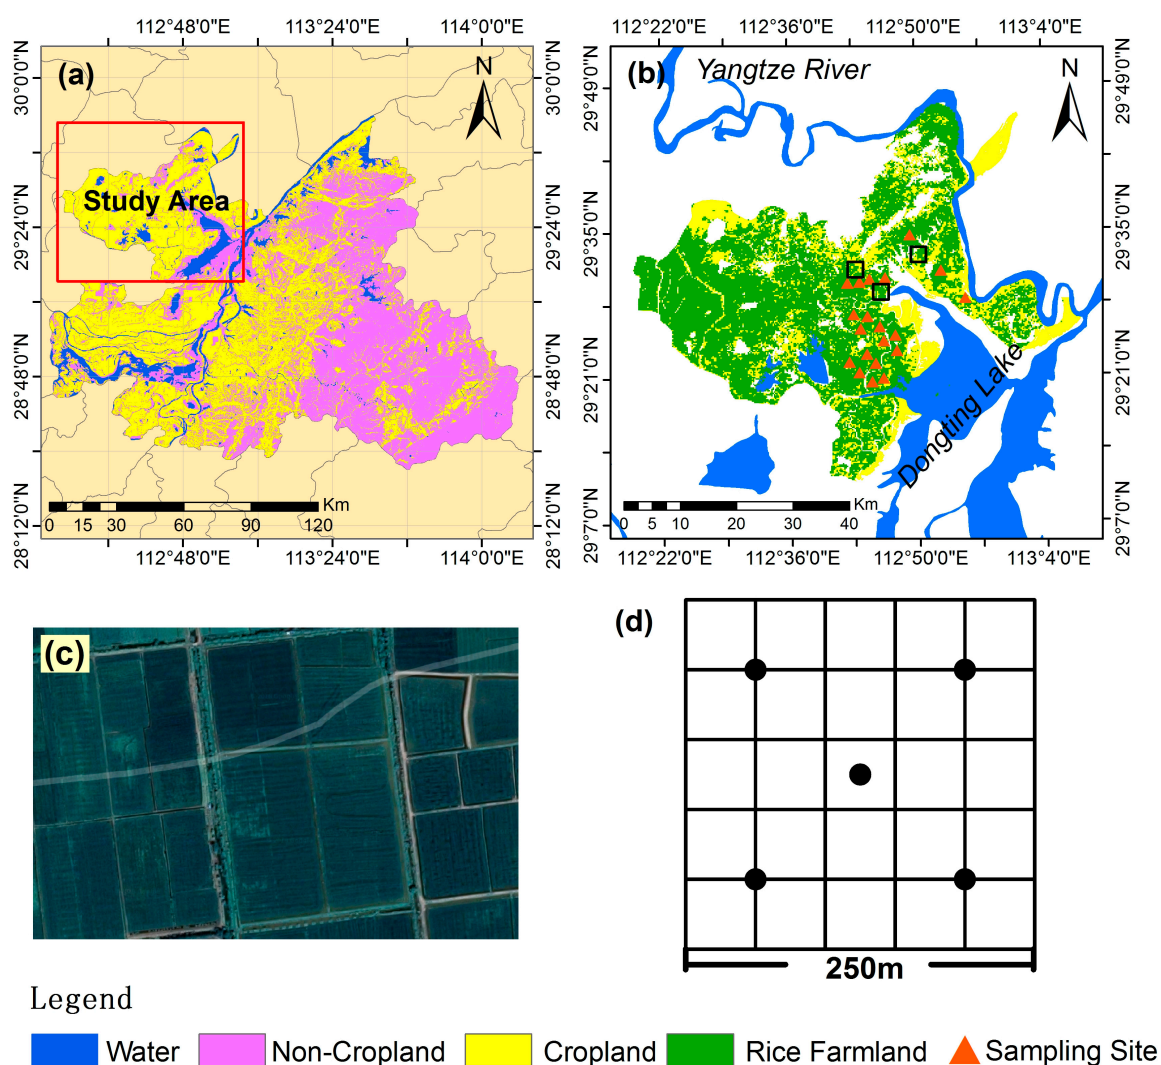 112°48'0"E 113°24'0"E 114°0'0"E
(a)
N
30°0'0"N
29°24'0"N
28°48'0"N
28°12'0"N
30°0'0"N
29°24'0"N
28°48'0"N
28°12'0"N
Study Area
Km
0 15 30 60 90 120
112°48'0"E 113°24'0"E 114°0'0"E
112°22'0"E 112°36'0"E 112°50'0"E 113°4'0"E
(b)
Yangtze River
N
29°49'0"N
29°35'0"N
29°21'0"N
29°7'0"N
29°49'0"N
29°35'0"N
29°21'0"N
29°7'0"N
Dongting Lake
Km
0 5 10 20 30 40
112°22'0"E 112°36'0"E 112°50'0"E 113°4'0"E
(c)
(d)
250m
Legend
Water Non-Cropland Cropland Rice Farmland Sampling Site